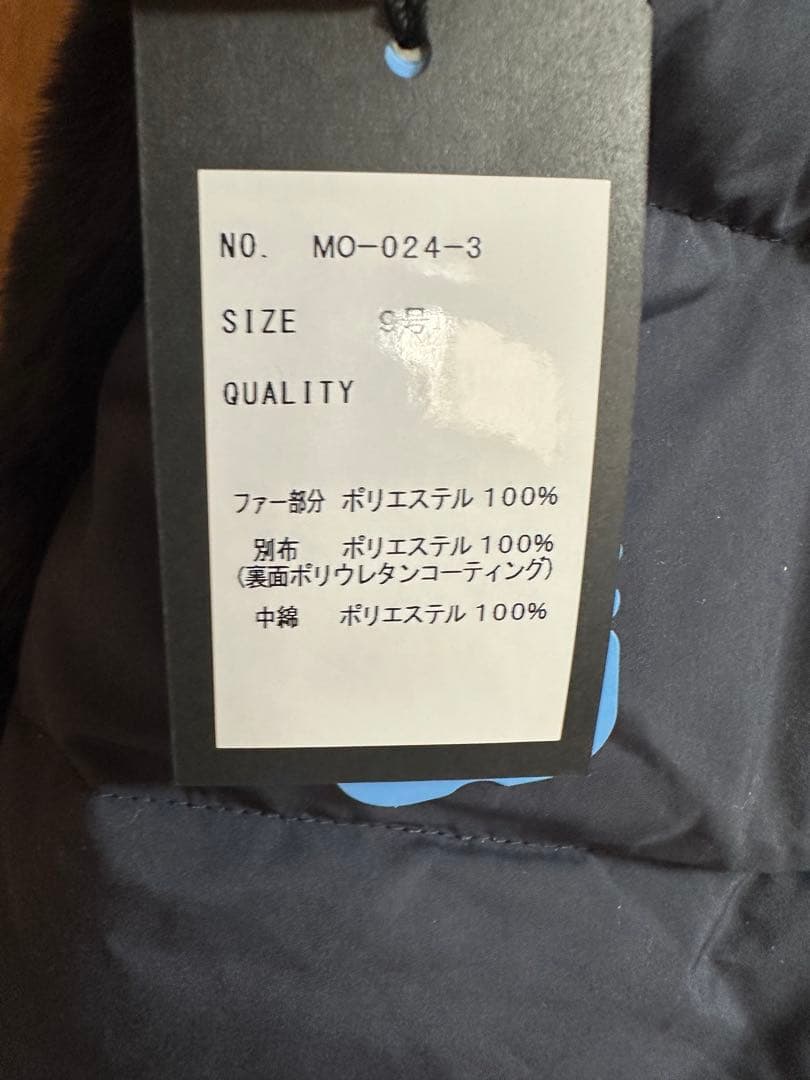 NO. MO-024-3
SIZE 9号
QUALITY
ファー部分 ポリエステル 100%
別布 ポリエステル 100%
(裏面ポリウレタンコーティング)
中綿 ポリエステル 100%